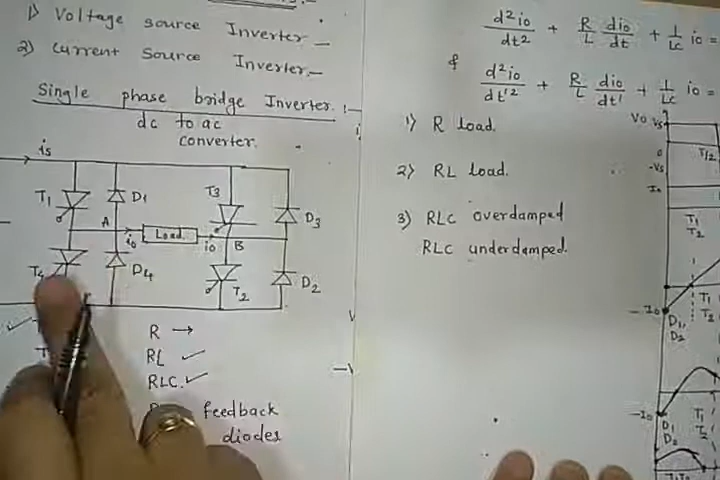 1) Voltage source Inverter -
2) Current Source Inverter. -
Single phase bridge Inverter. :-
dc to ac
converter.
is
T1
D1
T3
D3
A
io
Load
io
B
T4
D4
T2
D2
R →
RL ✓
RLC. ✓
feedback
diodes
d²io/dt² + R/L dio/dt + 1/LC io =
&
d²io/dt'² + R/L dio/dt' + 1/LC io =
1) R Load.
2) RL Load.
3) RLC overdamped
RLC underdamped.
Vo Vs
T/2
0
-Vs
Io
T1
T2
T1
-Io
D1,
T2
D2
-Io
D1
T1
D2
T2